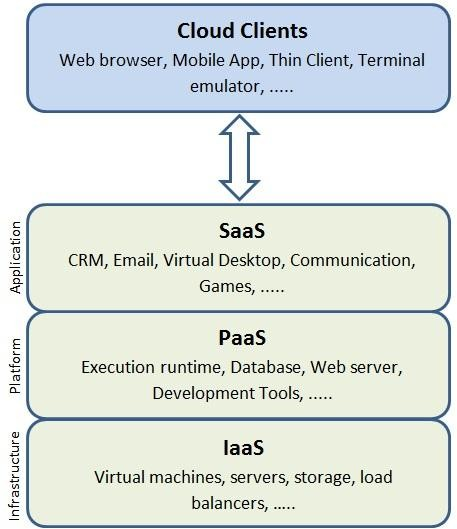 Cloud Clients
Web browser, Mobile App, Thin Client, Terminal
emulator, .....
Application
SaaS
CRM, Email, Virtual Desktop, Communication,
Games, .....
Platform
PaaS
Execution runtime, Database, Web server,
Development Tools, .....
Infrastructure
IaaS
Virtual machines, servers, storage, load
balancers, .....